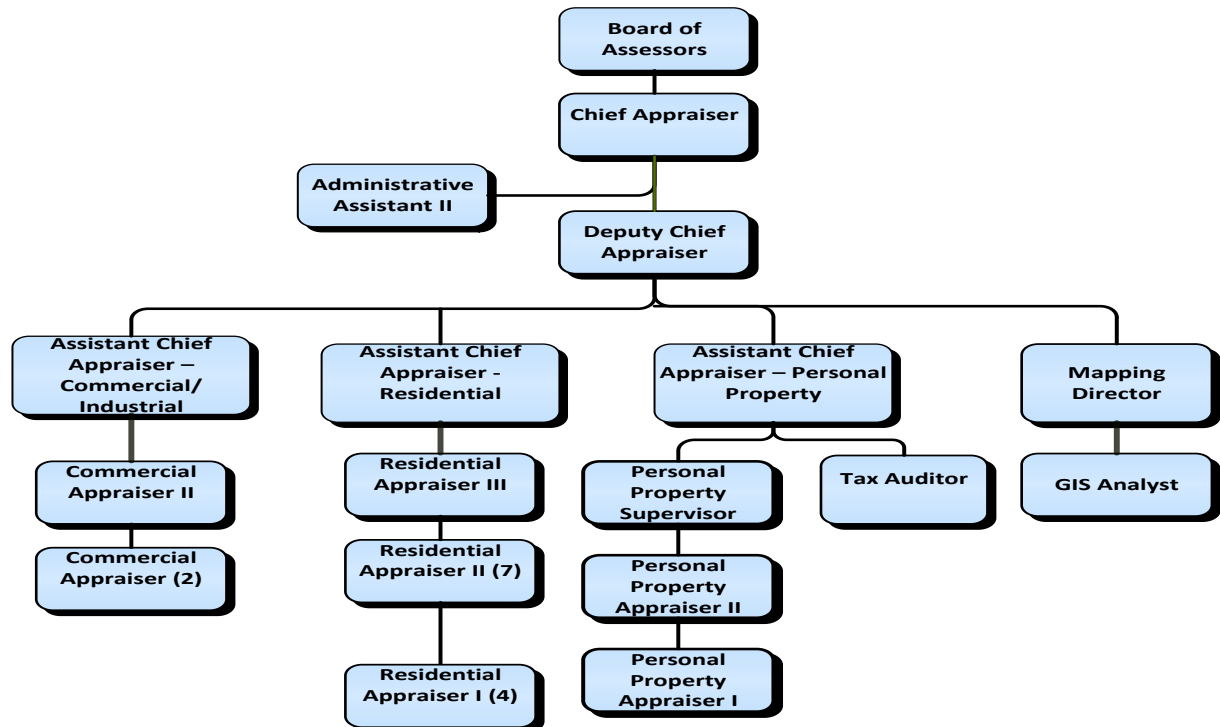 Board of
Assessors
Chief Appraiser
Administrative
Assistant II
Deputy Chief
Appraiser
Assistant Chief
Appraiser –
Commercial/
Industrial
Assistant Chief
Appraiser -
Residential
Assistant Chief
Appraiser – Personal
Property
Mapping
Director
Commercial
Appraiser II
Residential
Appraiser III
Personal
Property
Supervisor
Tax Auditor
GIS Analyst
Commercial
Appraiser (2)
Residential
Appraiser II (7)
Personal
Property
Appraiser II
Residential
Appraiser I (4)
Personal
Property
Appraiser I